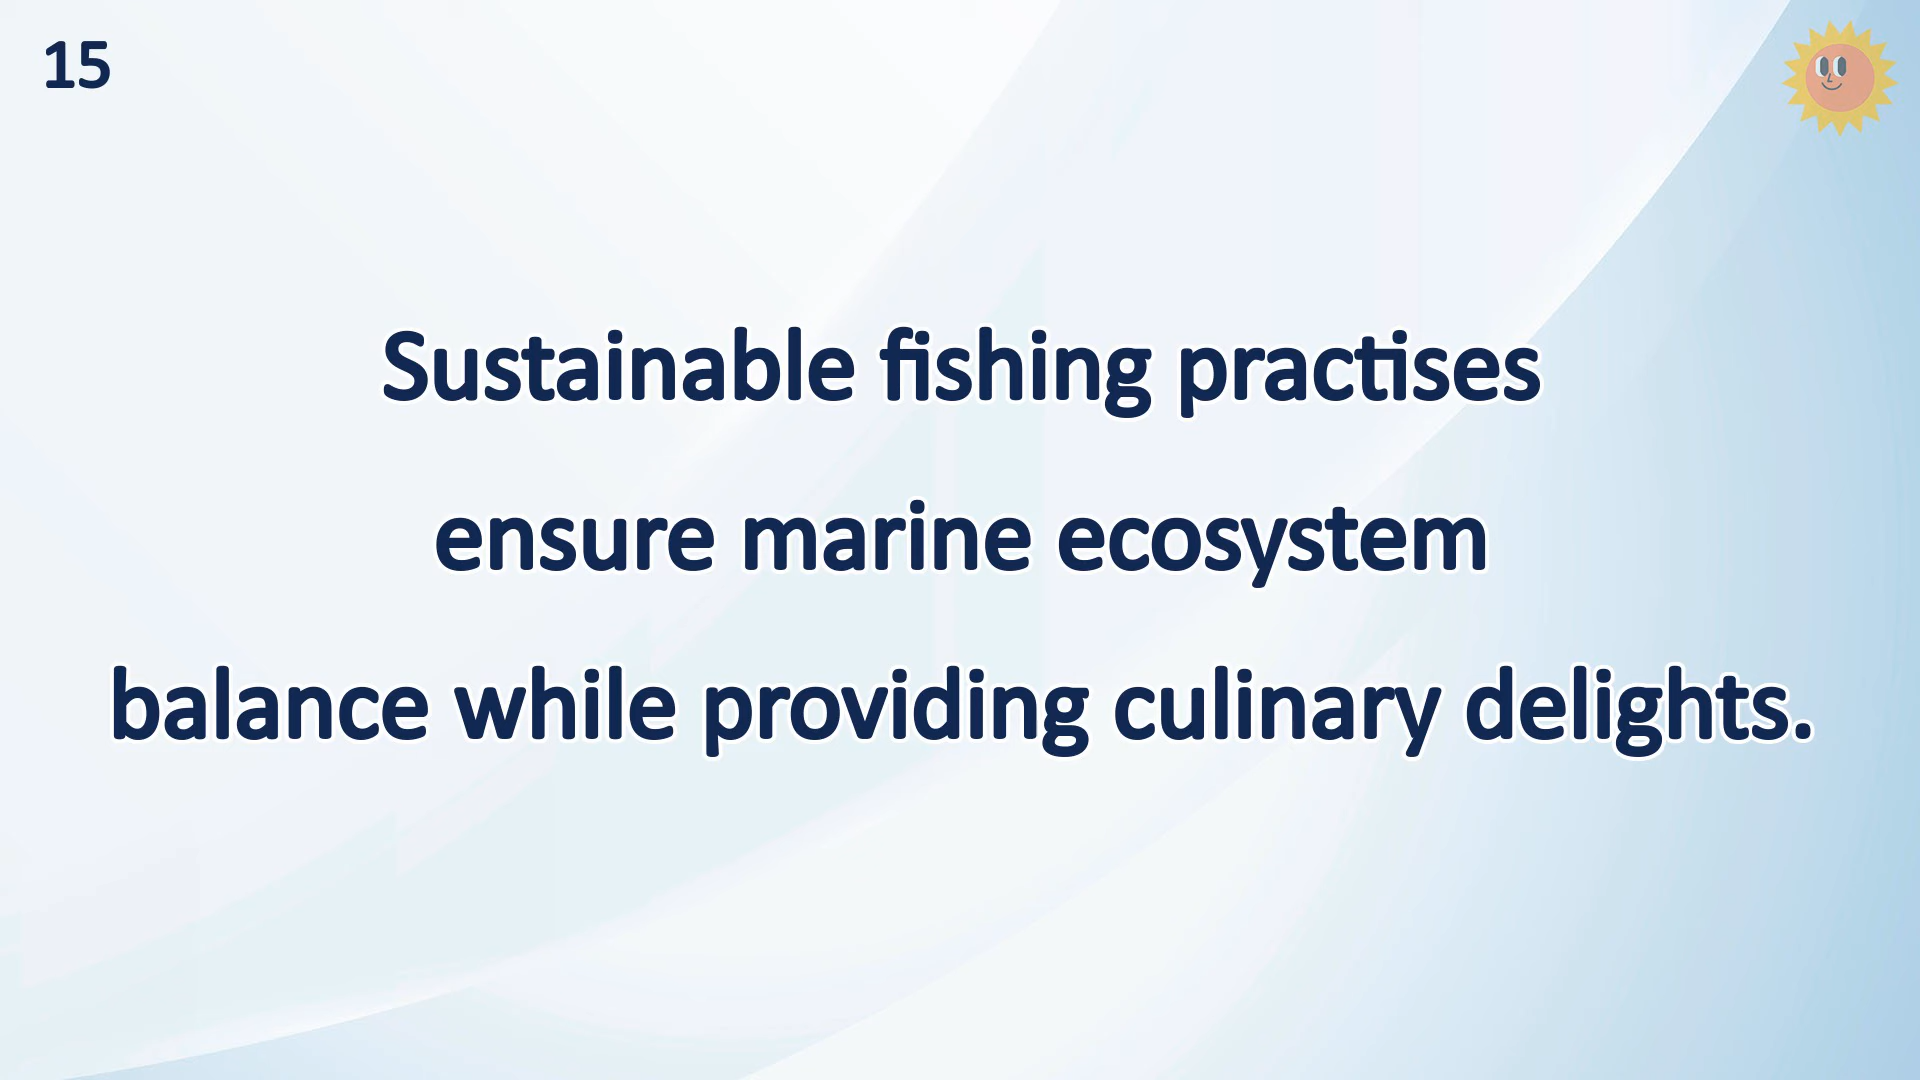 15
Sustainable fishing practises
ensure marine ecosystem
balance while providing culinary delights.